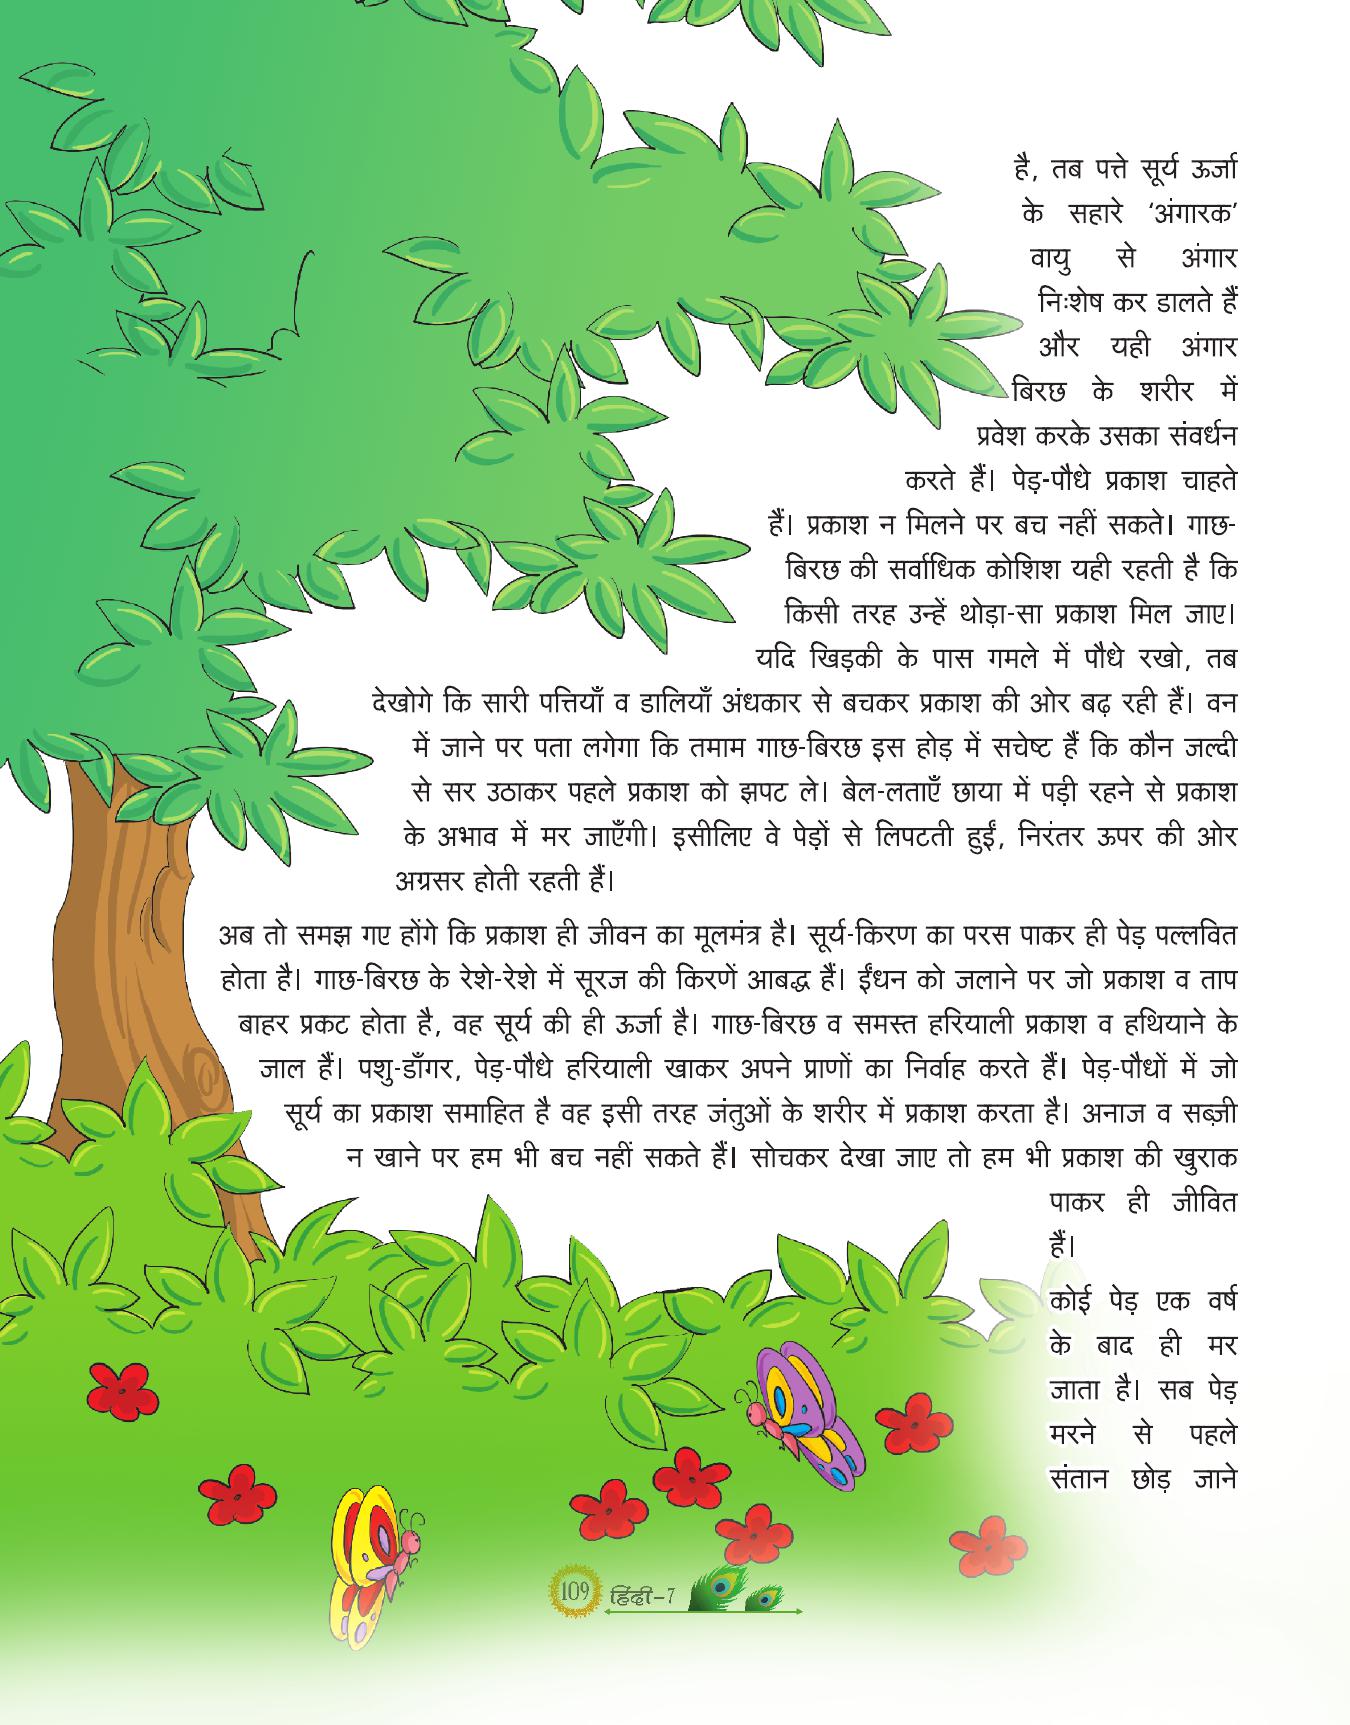 है, तब पत्ते सूर्य ऊर्जा
के सहारे ‘अंगारक’
वायु से अंगार
निःशेष कर डालते हैं
और यही अंगार
बिरछ के शरीर में
प्रवेश करके उसका संवर्धन
करते हैं। पेड़-पौधे प्रकाश चाहते
हैं। प्रकाश न मिलने पर बच नहीं सकते। गाछ-
बिरछ की सर्वाधिक कोशिश यही रहती है कि
किसी तरह उन्हें थोड़ा-सा प्रकाश मिल जाए।
यदि खिड़की के पास गमले में पौधे रखो, तब
देखोगे कि सारी पत्तियाँ व डालियाँ अंधकार से बचकर प्रकाश की ओर बढ़ रही हैं। वन
में जाने पर पता लगेगा कि तमाम गाछ-बिरछ इस होड़ में सचेष्ट हैं कि कौन जल्दी
से सर उठाकर पहले प्रकाश को झपट ले। बेल-लताएँ छाया में पड़ी रहने से प्रकाश
के अभाव में मर जाएँगी। इसीलिए वे पेड़ों से लिपटती हुईं, निरंतर ऊपर की ओर
अग्रसर होती रहती हैं।
अब तो समझ गए होंगे कि प्रकाश ही जीवन का मूलमंत्र है। सूर्य-किरण का परस पाकर ही पेड़ पल्लवित
होता है। गाछ-बिरछ के रेशे-रेशे में सूरज की किरणें आबद्ध हैं। ईंधन को जलाने पर जो प्रकाश व ताप
बाहर प्रकट होता है, वह सूर्य की ही ऊर्जा है। गाछ-बिरछ व समस्त हरियाली प्रकाश व हथियाने के
जाल हैं। पशु-डाँगर, पेड़-पौधे हरियाली खाकर अपने प्राणों का निर्वाह करते हैं। पेड़-पौधों में जो
सूर्य का प्रकाश समाहित है वह इसी तरह जंतुओं के शरीर में प्रकाश करता है। अनाज व सब्ज़ी
न खाने पर हम भी बच नहीं सकते हैं। सोचकर देखा जाए तो हम भी प्रकाश की खुराक
पाकर ही जीवित
हैं।
कोई पेड़ एक वर्ष
के बाद ही मर
जाता है। सब पेड़
मरने से पहले
संतान छोड़ जाने
109 हिंदी–7